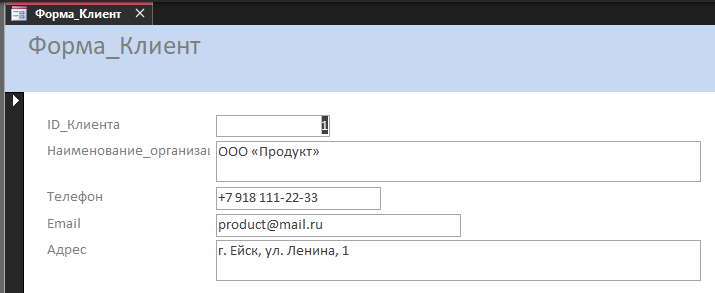 Форма_Клиент
Форма_Клиент
ID_Клиента 1
Наименование_организац ООО «Продукт»
Телефон +7 918 111-22-33
Email product@mail.ru
Адрес г. Ейск, ул. Ленина, 1